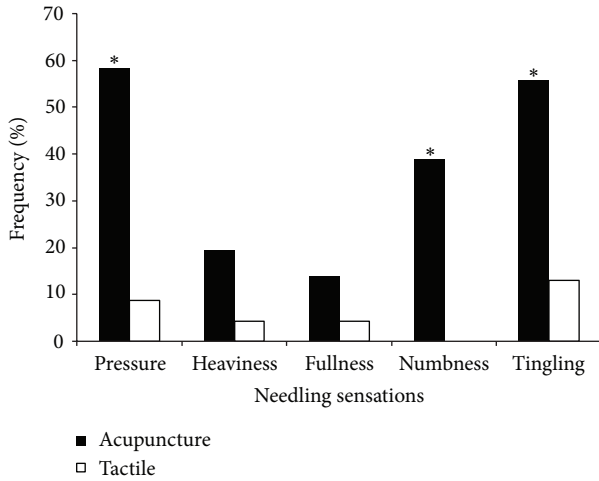 70
60
50
40
30
20
10
0
Frequency (%)
*
*
*
Pressure Heaviness Fullness Numbness Tingling
Needling sensations
Acupuncture
Tactile